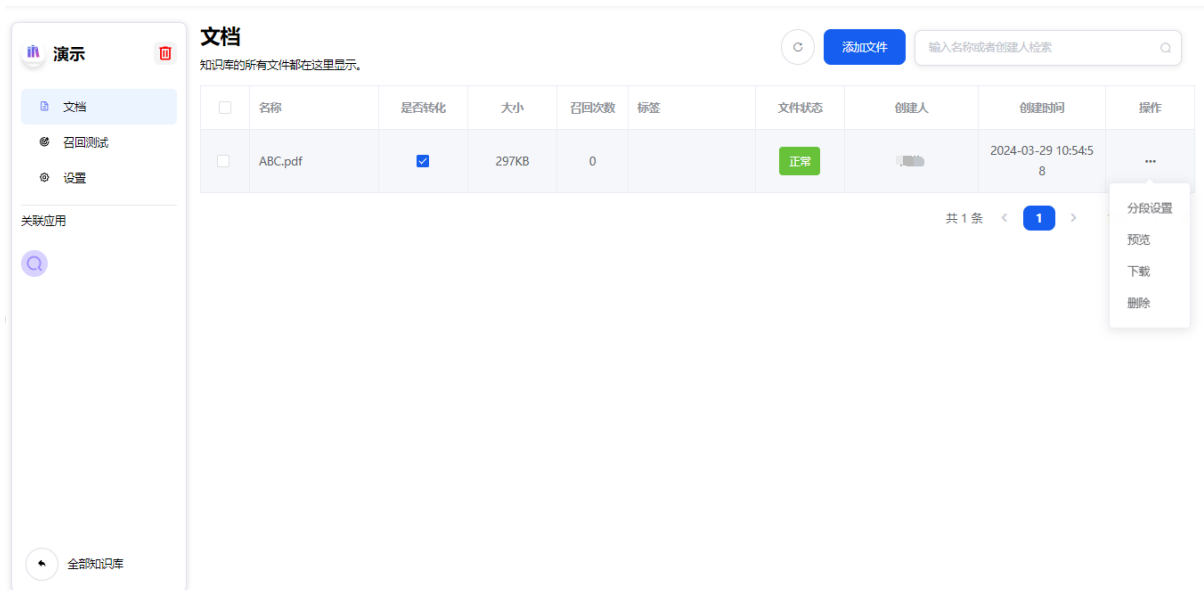 演示
文档
召回测试
设置
关联应用
全部知识库
文档
知识库的所有文件都在这里显示。
添加文件
输入名称或者创建人检索
名称 是否转化 大小 召回次数 标签 文件状态 创建人 创建时间 操作
ABC.pdf 297KB 0 正常 2024-03-29 10:54:5
8
共 1 条 1
分段设置
预览
下载
删除